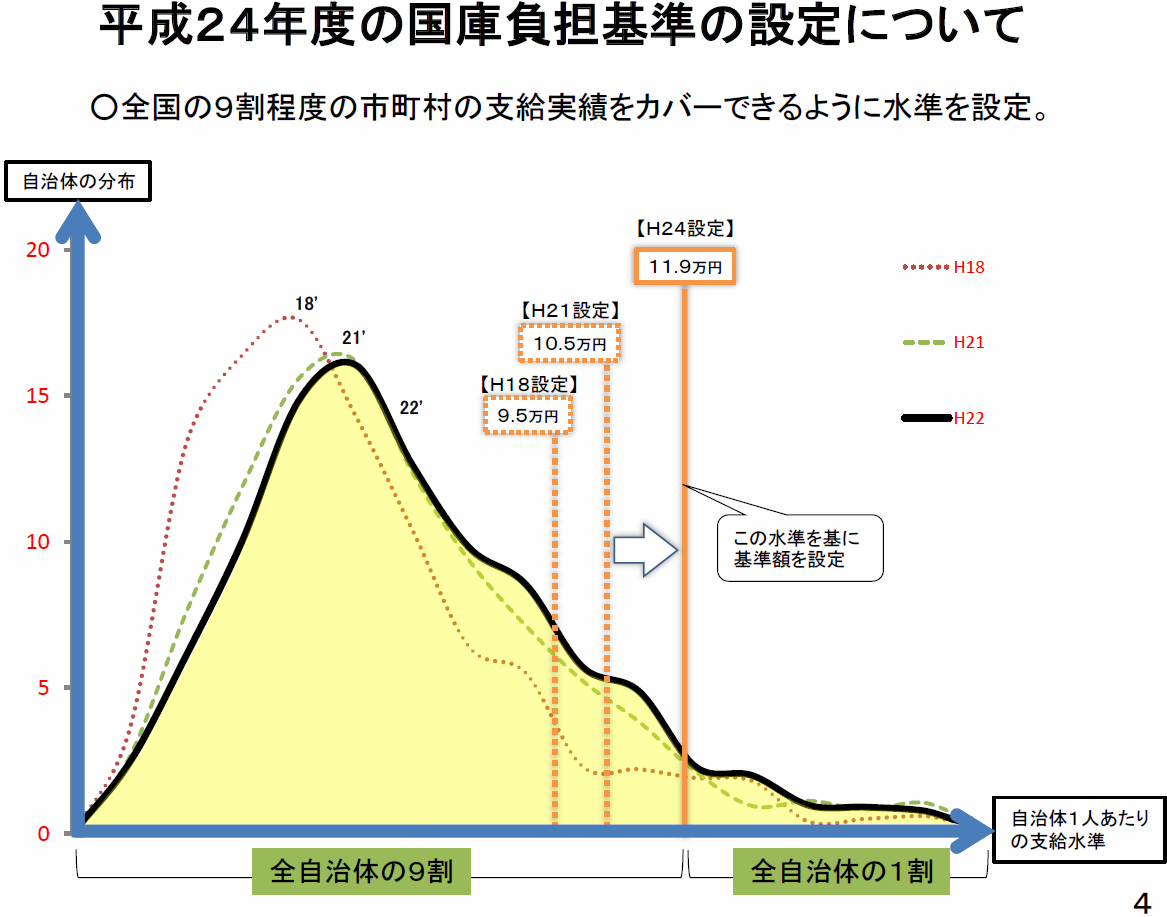 平成２４年度の国庫負担基準の設定について
○全国の９割程度の市町村の支給実績をカバーできるように水準を設定。
自治体の分布
20
15
10
5
0
18'
21'
22'
【H18設定】
9.5万円
【H21設定】
10.5万円
【H24設定】
11.9万円
H18
H21
H22
この水準を基に
基準額を設定
自治体１人あたり
の支給水準
全自治体の９割
全自治体の１割
4